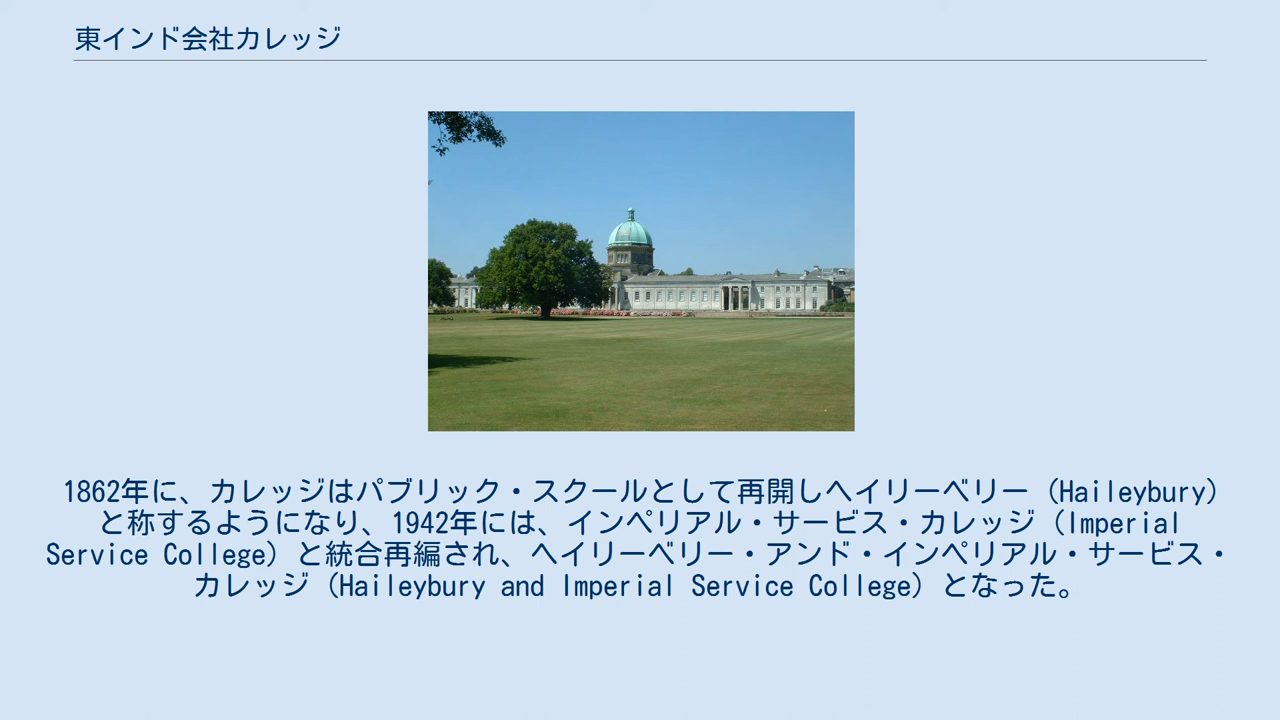 東インド会社カレッジ
1862年に、カレッジはパブリック・スクールとして再開しヘイリーベリー（Haileybury）
と称するようになり、1942年には、インペリアル・サービス・カレッジ（Imperial
Service College）と統合再編され、ヘイリーベリー・アンド・インペリアル・サービス・
カレッジ（Haileybury and Imperial Service College）となった。